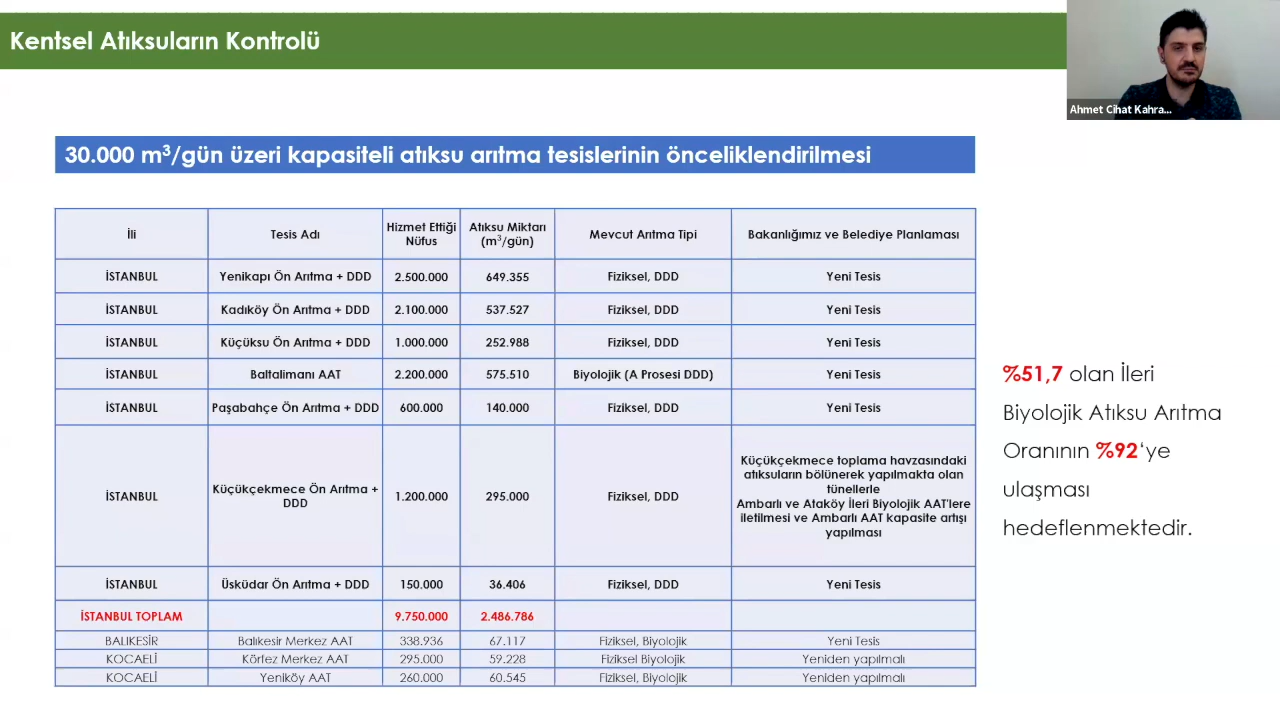 Kentsel Atıksuların Kontrolü
Ahmet Cihat Kahra...
30.000 m³/gün üzeri kapasiteli atıksu arıtma tesislerinin önceliklendirilmesi
İli Tesis Adı Hizmet Ettiği Nüfus Atıksu Miktarı (m³/gün) Mevcut Arıtma Tipi Bakanlığımız ve Belediye Planlaması
İSTANBUL Yenikapı Ön Arıtma + DDD 2.500.000 649.355 Fiziksel, DDD Yeni Tesis
İSTANBUL Kadıköy Ön Arıtma + DDD 2.100.000 537.527 Fiziksel, DDD Yeni Tesis
İSTANBUL Küçüksu Ön Arıtma + DDD 1.000.000 252.988 Fiziksel, DDD Yeni Tesis
İSTANBUL Baltalimanı AAT 2.200.000 575.510 Biyolojik (A Prosesi DDD) Yeni Tesis
İSTANBUL Paşabahçe Ön Arıtma + DDD 600.000 140.000 Fiziksel, DDD Yeni Tesis
İSTANBUL Küçükçekmece Ön Arıtma + DDD 1.200.000 295.000 Fiziksel, DDD Küçükçekmece toplama havzasındaki
atıksuların bölünerek yapılmakta olan
tünellerle
Ambarlı ve Ataköy İleri Biyolojik AAT'lere
iletilmesi ve Ambarlı AAT kapasite artışı
yapılması
İSTANBUL Üsküdar Ön Arıtma + DDD 150.000 36.406 Fiziksel, DDD Yeni Tesis
İSTANBUL TOPLAM 9.750.000 2.486.786
BALIKESİR Balıkesir Merkez AAT 338.936 67.117 Fiziksel, Biyolojik Yeni Tesis
KOCAELİ Körfez Merkez AAT 295.000 59.228 Fiziksel Biyolojik Yeniden yapılmalı
KOCAELİ Yeniköy AAT 260.000 60.545 Fiziksel, Biyolojik Yeniden yapılmalı
%51,7 olan İleri
Biyolojik Atıksu Arıtma
Oranının %92‘ye
ulaşması
hedeflenmektedir.